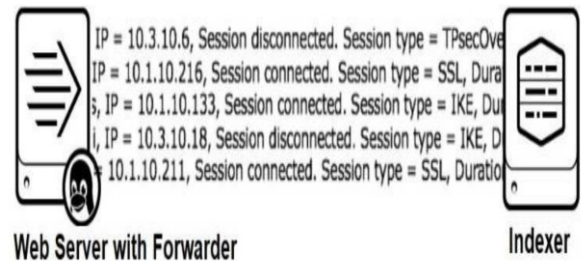 IP = 10.3.10.6, Session disconnected. Session type = TPsecOve
IP = 10.1.10.216, Session connected. Session type = SSL, Dura
s, IP = 10.1.10.133, Session connected. Session type = IKE, Du
i, IP = 10.3.10.18, Session disconnected. Session type = IKE, D
= 10.1.10.211, Session connected. Session type = SSL, Duratio
Web Server with Forwarder
Indexer